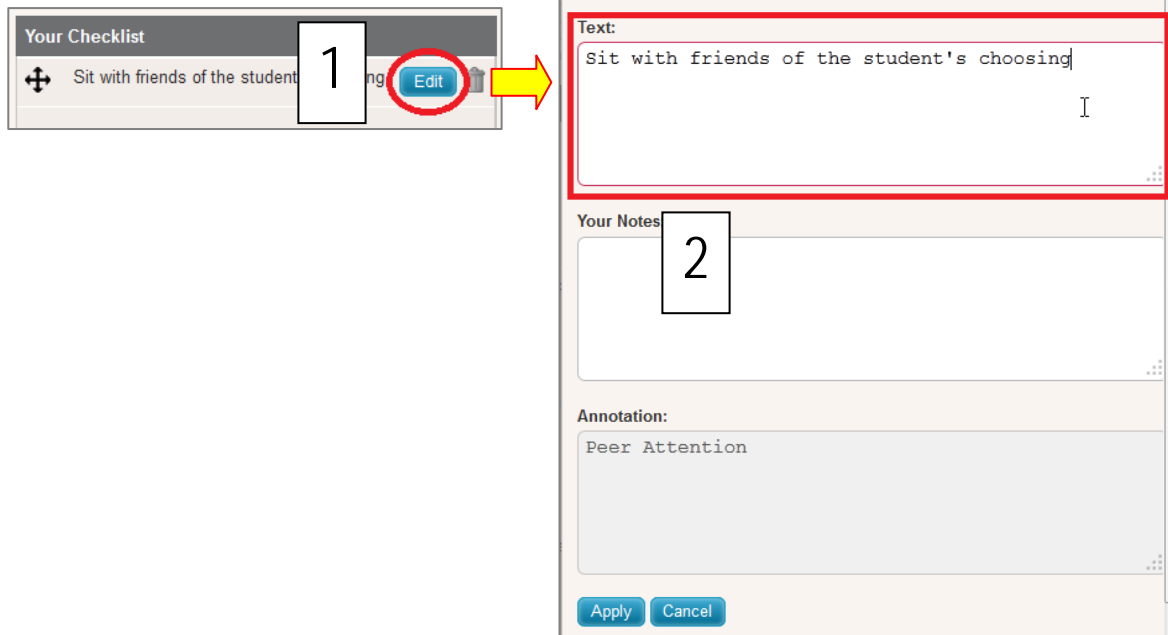 Your Checklist
1
Sit with friends of the student ng Edit
Text:
Sit with friends of the student's choosing
Your Notes
2
Annotation:
Peer Attention
Apply Cancel